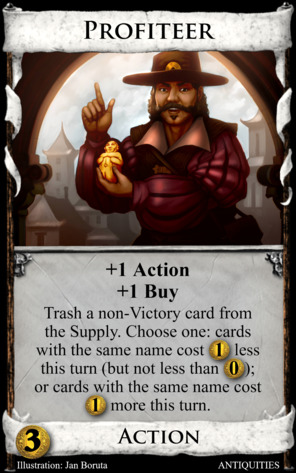 PROFITEER
+1 Action
+1 Buy
Trash a non-Victory card from
the Supply. Choose one: cards
with the same name cost 1 less
this turn (but not less than 0);
or cards with the same name cost
1 more this turn.
3 ACTION
Illustration: Jan Boruta ANTIQUITIES